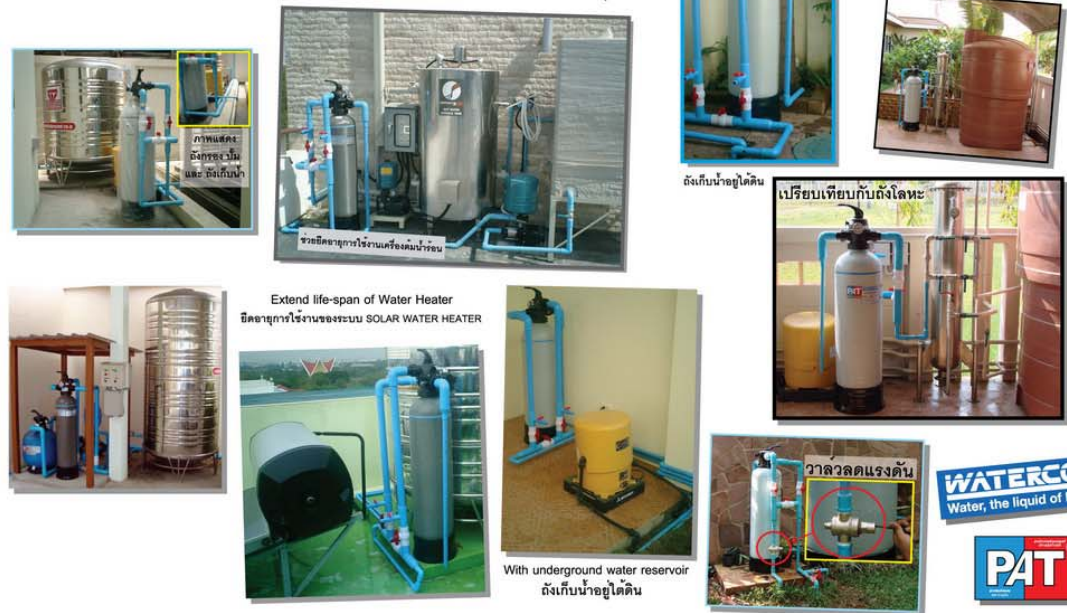 ภาพแสดง
ถังกรอง ปั๊ม
และ ถังเก็บน้ำ
ช่วยยืดอายุการใช้งานเครื่องต้มน้ำร้อน
ถังเก็บน้ำอยู่ใต้ดิน
เปรียบเทียบกับถังโลหะ
PAT
Extend life-span of Water Heater
ยืดอายุการใช้งานของระบบ SOLAR WATER HEATER
With underground water reservoir
ถังเก็บน้ำอยู่ใต้ดิน
วาล์วลดแรงดัน
WATERCO
Water, the liquid of
PAT